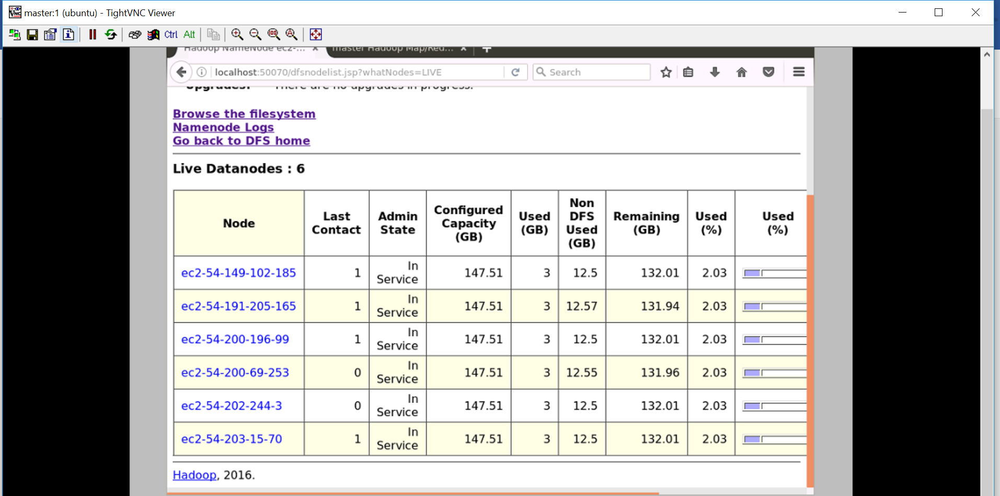 master:1 (ubuntu) - TightVNC Viewer
Ctrl Alt
Hadoop NameNode ec2-... × master Hadoop Map/Red... × +
localhost:50070/dfsnodelist.jsp?whatNodes=LIVE Search
Upgrades: There are no upgrades in progress.
Browse the filesystem
Namenode Logs
Go back to DFS home
Live Datanodes : 6
Node Last Contact Admin State Configured Capacity (GB) Used (GB) Non DFS Used (GB) Remaining (GB) Used (%) Used (%)
ec2-54-149-102-185 1 In Service 147.51 3 12.5 132.01 2.03
ec2-54-191-205-165 1 In Service 147.51 3 12.57 131.94 2.03
ec2-54-200-196-99 1 In Service 147.51 3 12.5 132.01 2.03
ec2-54-200-69-253 0 In Service 147.51 3 12.55 131.96 2.03
ec2-54-202-244-3 0 In Service 147.51 3 12.5 132.01 2.03
ec2-54-203-15-70 1 In Service 147.51 3 12.5 132.01 2.03
Hadoop, 2016.